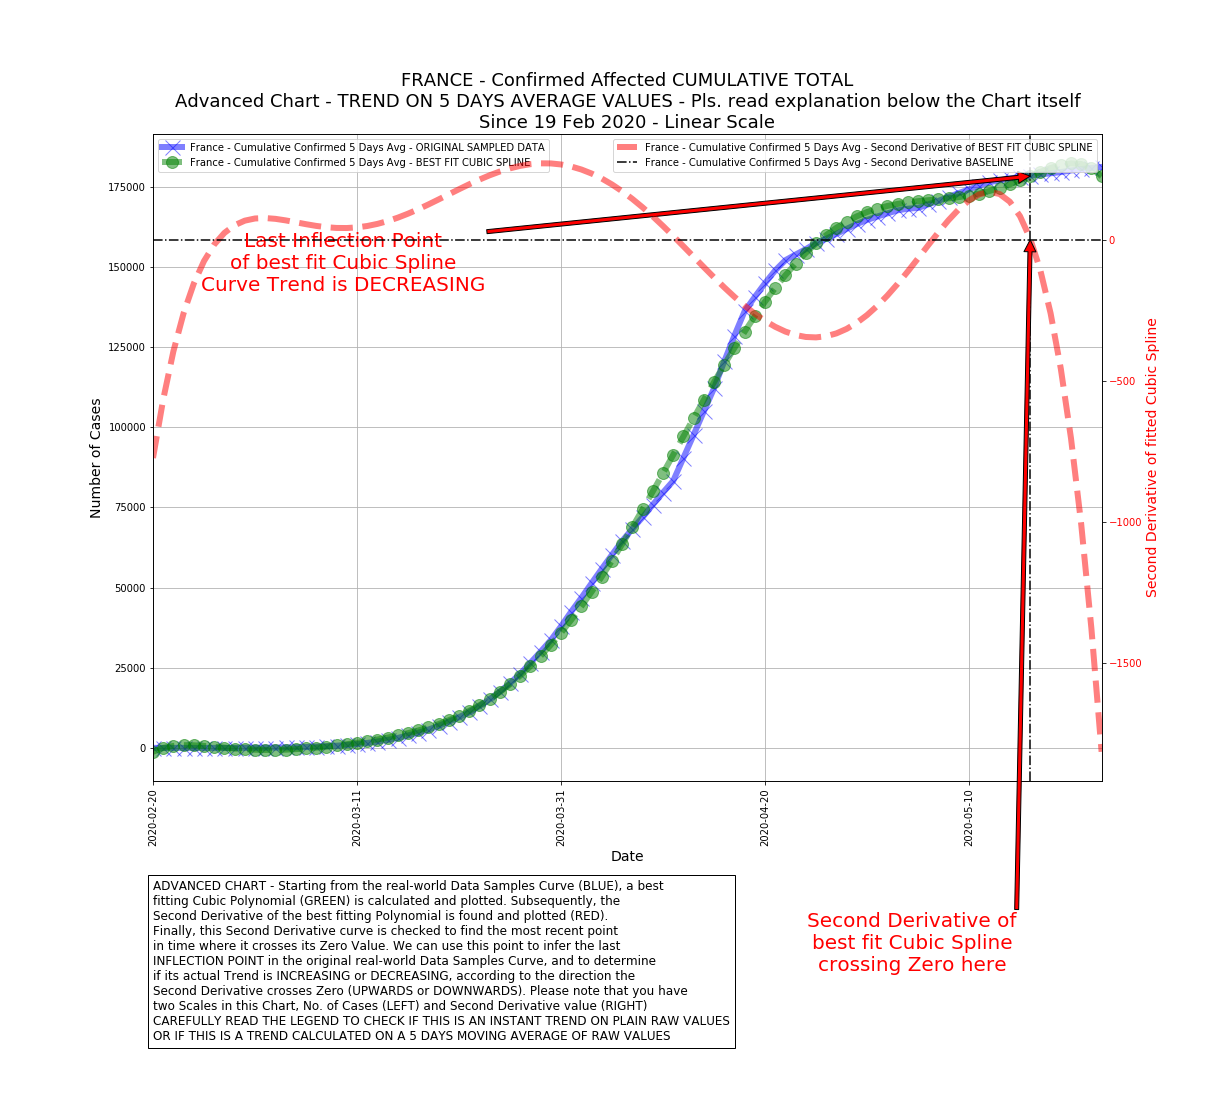 FRANCE - Confirmed Affected CUMULATIVE TOTAL
Advanced Chart - TREND ON 5 DAYS AVERAGE VALUES - Pls. read explanation below the Chart itself
Since 19 Feb 2020 - Linear Scale
France - Cumulative Confirmed 5 Days Avg - ORIGINAL SAMPLED DATA
France - Cumulative Confirmed 5 Days Avg - BEST FIT CUBIC SPLINE
France - Cumulative Confirmed 5 Days Avg - Second Derivative of BEST FIT CUBIC SPLINE
France - Cumulative Confirmed 5 Days Avg - Second Derivative BASELINE
175000
150000
125000
100000
75000
50000
25000
0
Number of Cases
Last Inflection Point
of best fit Cubic Spline
Curve Trend is DECREASING
0
−500
−1000
−1500
Second Derivative of fitted Cubic Spline
2020-02-20
2020-03-11
2020-03-31
2020-04-20
2020-05-10
Date
ADVANCED CHART - Starting from the real-world Data Samples Curve (BLUE), a best
fitting Cubic Polynomial (GREEN) is calculated and plotted. Subsequently, the
Second Derivative of the best fitting Polynomial is found and plotted (RED).
Finally, this Second Derivative curve is checked to find the most recent point
in time where it crosses its Zero Value. We can use this point to infer the last
INFLECTION POINT in the original real-world Data Samples Curve, and to determine
if its actual Trend is INCREASING or DECREASING, according to the direction the
Second Derivative crosses Zero (UPWARDS or DOWNWARDS). Please note that you have
two Scales in this Chart, No. of Cases (LEFT) and Second Derivative value (RIGHT)
CAREFULLY READ THE LEGEND TO CHECK IF THIS IS AN INSTANT TREND ON PLAIN RAW VALUES
OR IF THIS IS A TREND CALCULATED ON A 5 DAYS MOVING AVERAGE OF RAW VALUES
Second Derivative of
best fit Cubic Spline
crossing Zero here